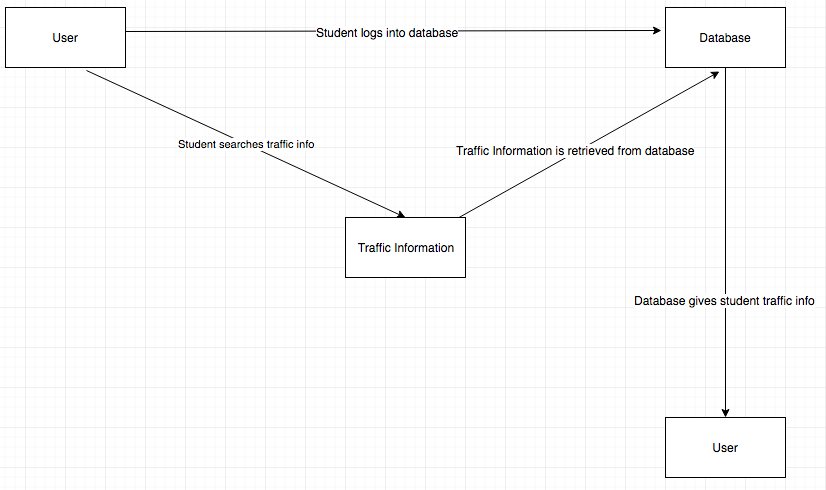 User
Student logs into database
Database
Student searches traffic info
Traffic Information is retrieved from database
Traffic Information
Database gives student traffic info
User